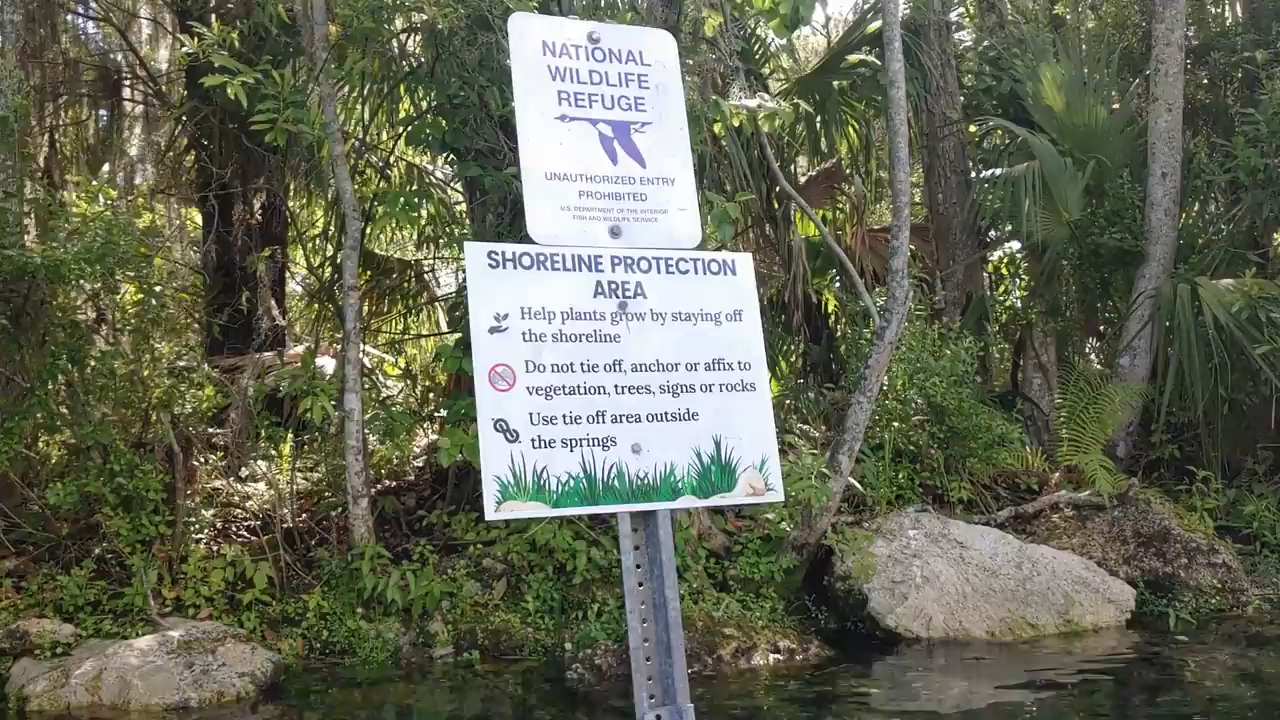 NATIONAL
WILDLIFE
REFUGE
UNAUTHORIZED ENTRY
PROHIBITED
U.S. DEPARTMENT OF THE INTERIOR
FISH AND WILDLIFE SERVICE
SHORELINE PROTECTION
AREA
Help plants grow by staying off
the shoreline
Do not tie off, anchor or affix to
vegetation, trees, signs or rocks
Use tie off area outside
the springs